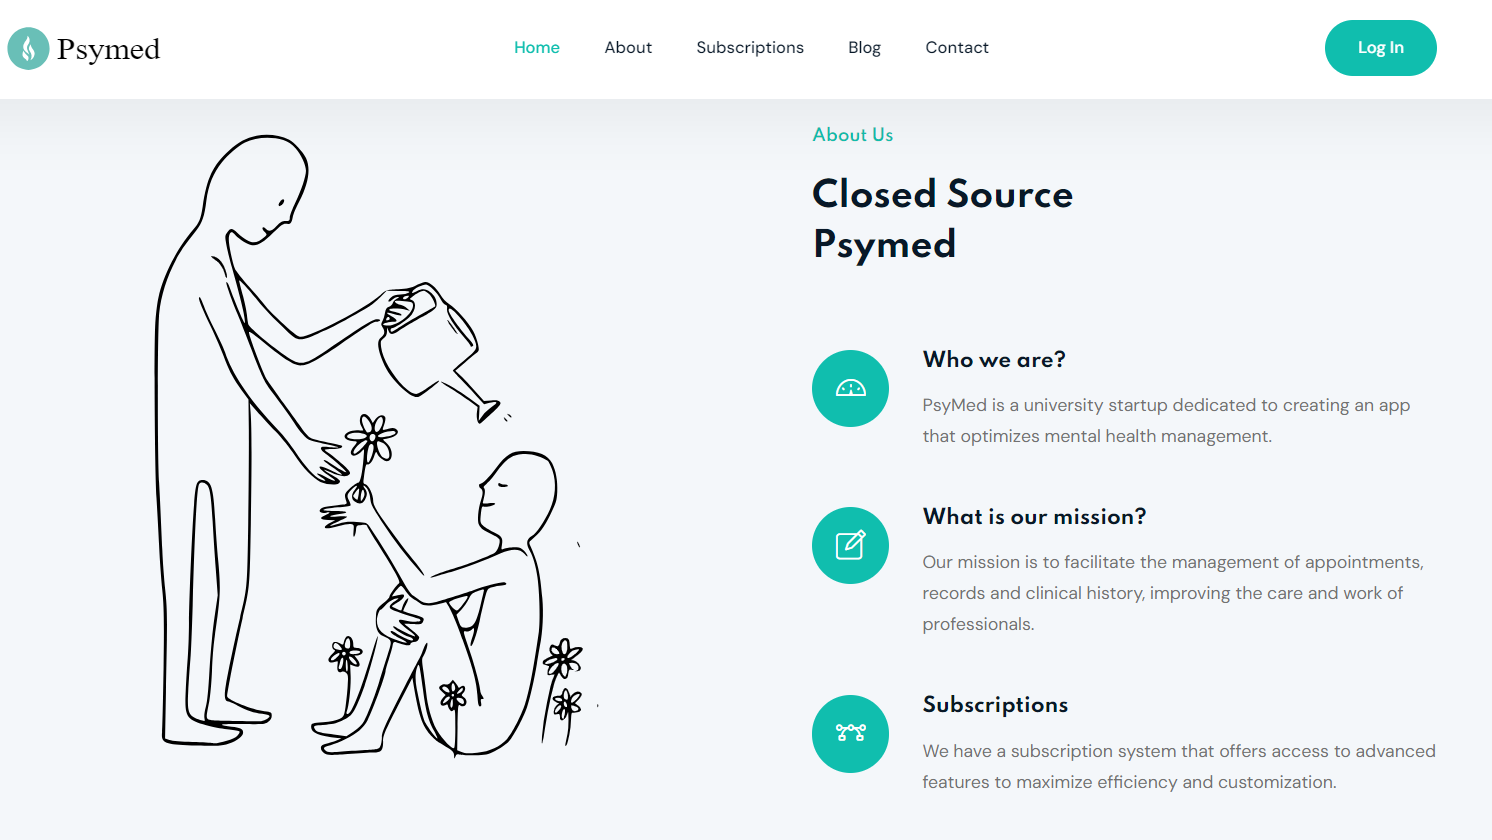 Psymed
Home About Subscriptions Blog Contact
Log In
About Us
Closed Source
Psymed
Who we are?
PsyMed is a university startup dedicated to creating an app
that optimizes mental health management.
What is our mission?
Our mission is to facilitate the management of appointments,
records and clinical history, improving the care and work of
professionals.
Subscriptions
We have a subscription system that offers access to advanced
features to maximize efficiency and customization.